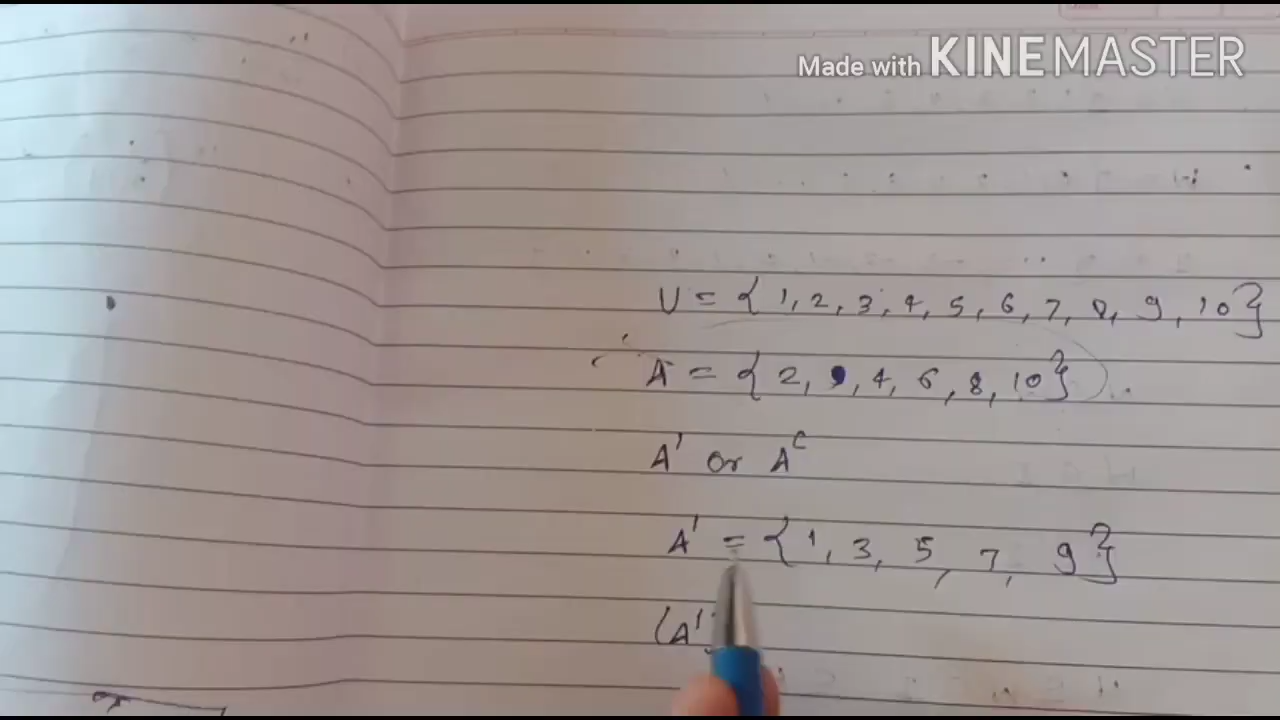 Made with KINEMASTER
U = { 1, 2, 3, 4, 5, 6, 7, 8, 9, 10}
A = { 2, 4, 6, 8, 10}
A' or A^c
A' = { 1, 3, 5, 7, 9}
(A'